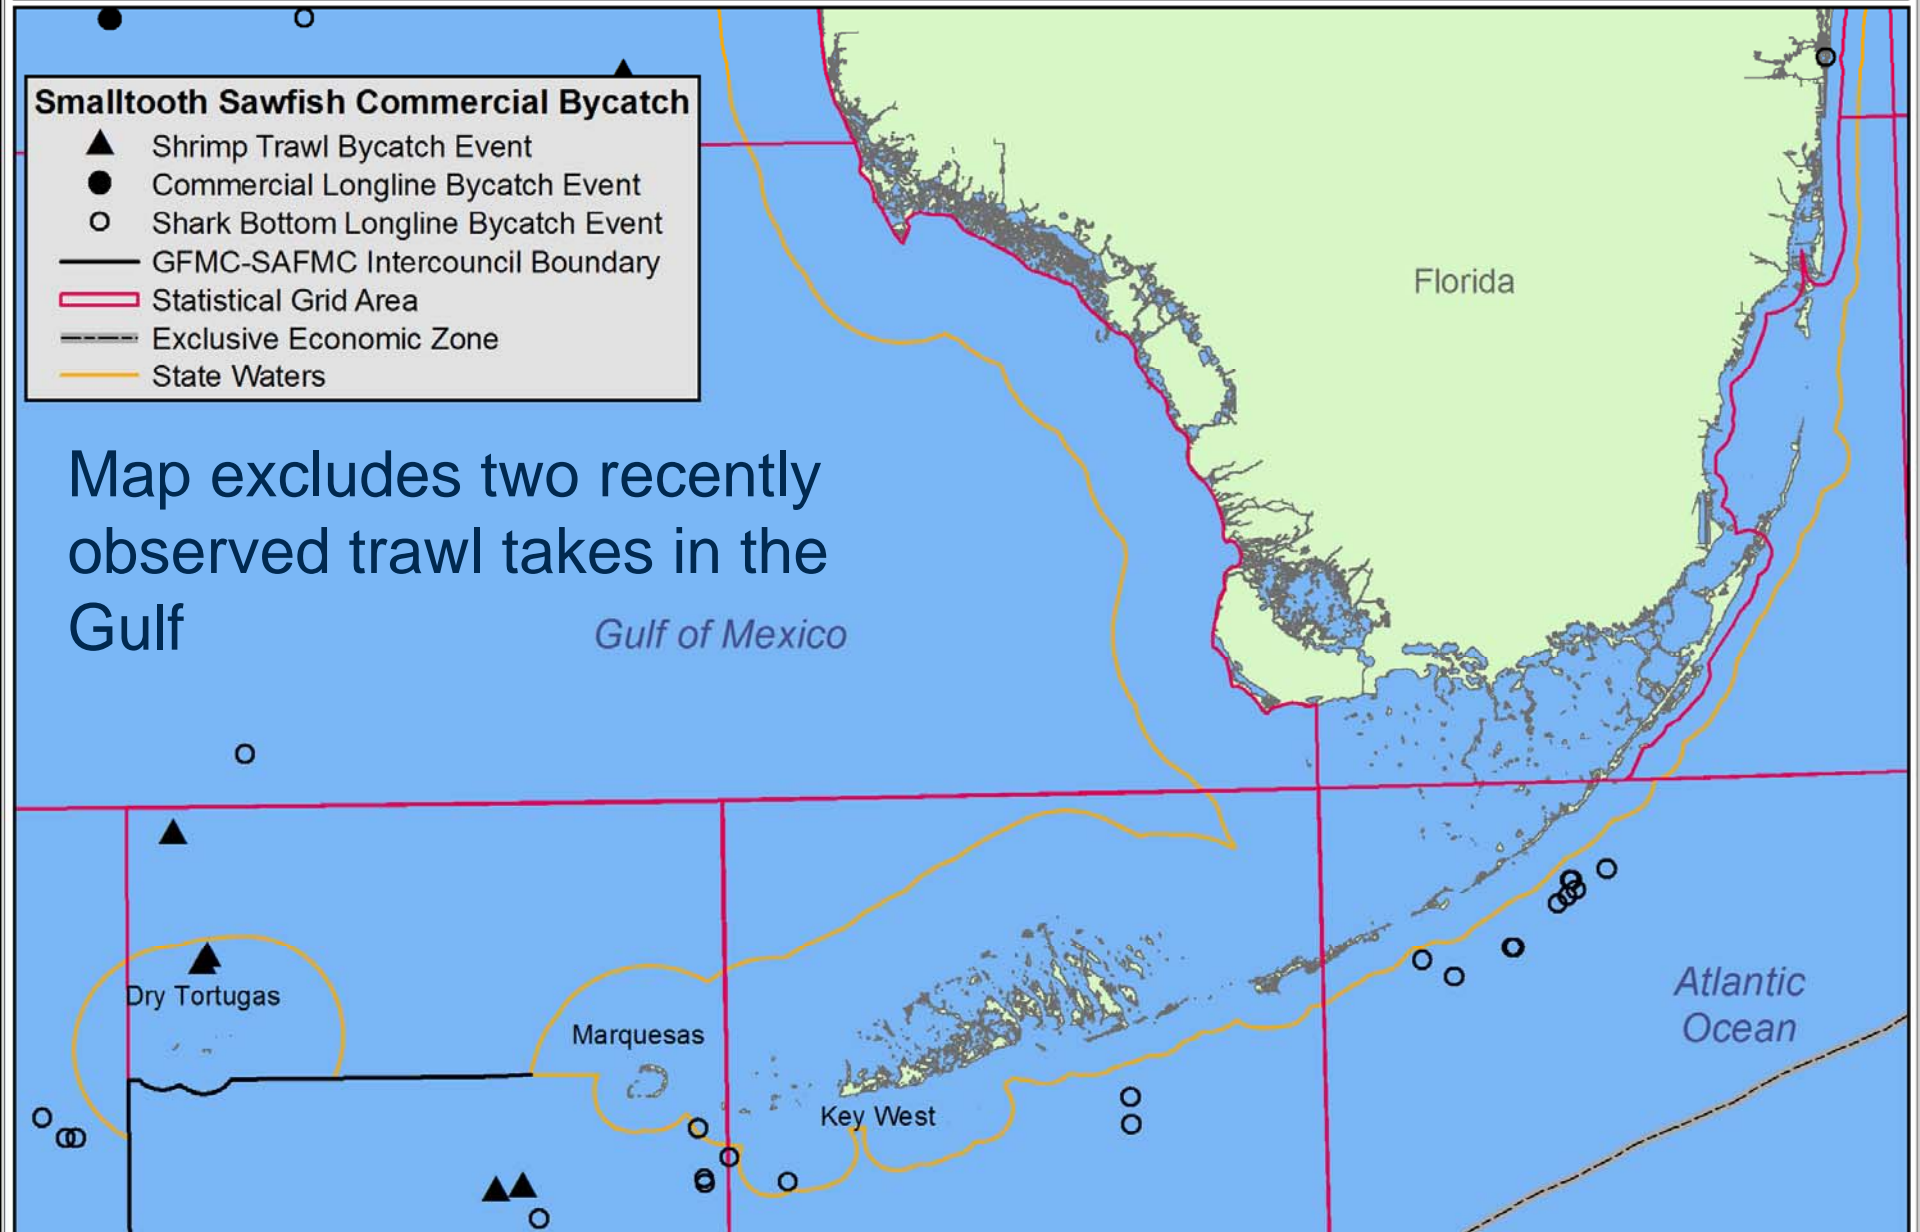 Smalltooth Sawfish Commercial Bycatch
Shrimp Trawl Bycatch Event
Commercial Longline Bycatch Event
Shark Bottom Longline Bycatch Event
GFMC-SAFMC Intercouncil Boundary
Statistical Grid Area
Exclusive Economic Zone
State Waters
Florida
Map excludes two recently
observed trawl takes in the
Gulf
Gulf of Mexico
Dry Tortugas
Marquesas
Key West
Atlantic
Ocean